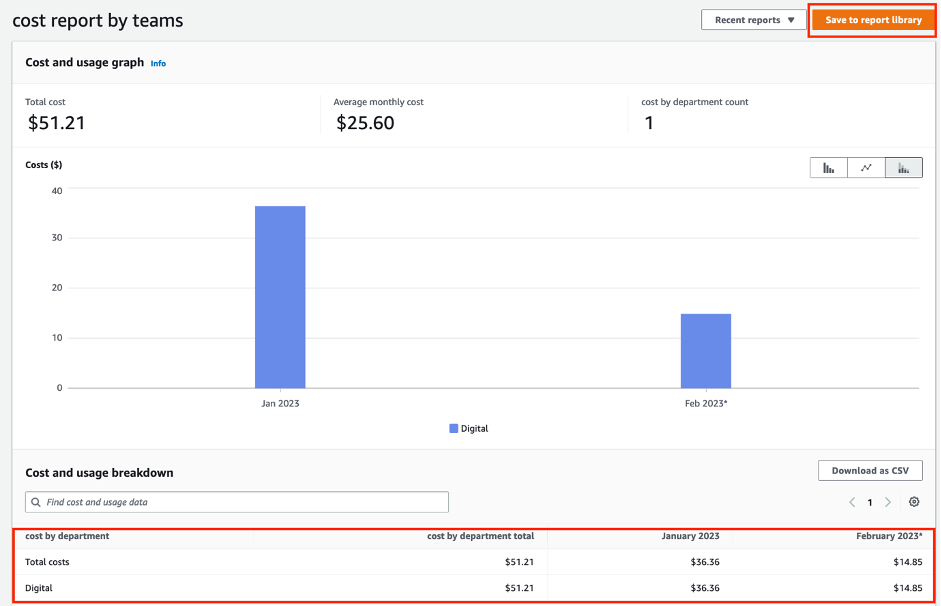 cost report by teams
Recent reports ▼
Save to report library
Cost and usage graph Info
Total cost
$51.21
Average monthly cost
$25.60
cost by department count
1
Costs ($)
40
30
20
10
0
Jan 2023
Feb 2023*
Digital
Cost and usage breakdown
Download as CSV
Find cost and usage data
1
cost by department cost by department total January 2023 February 2023*
Total costs $51.21 $36.36 $14.85
Digital $51.21 $36.36 $14.85